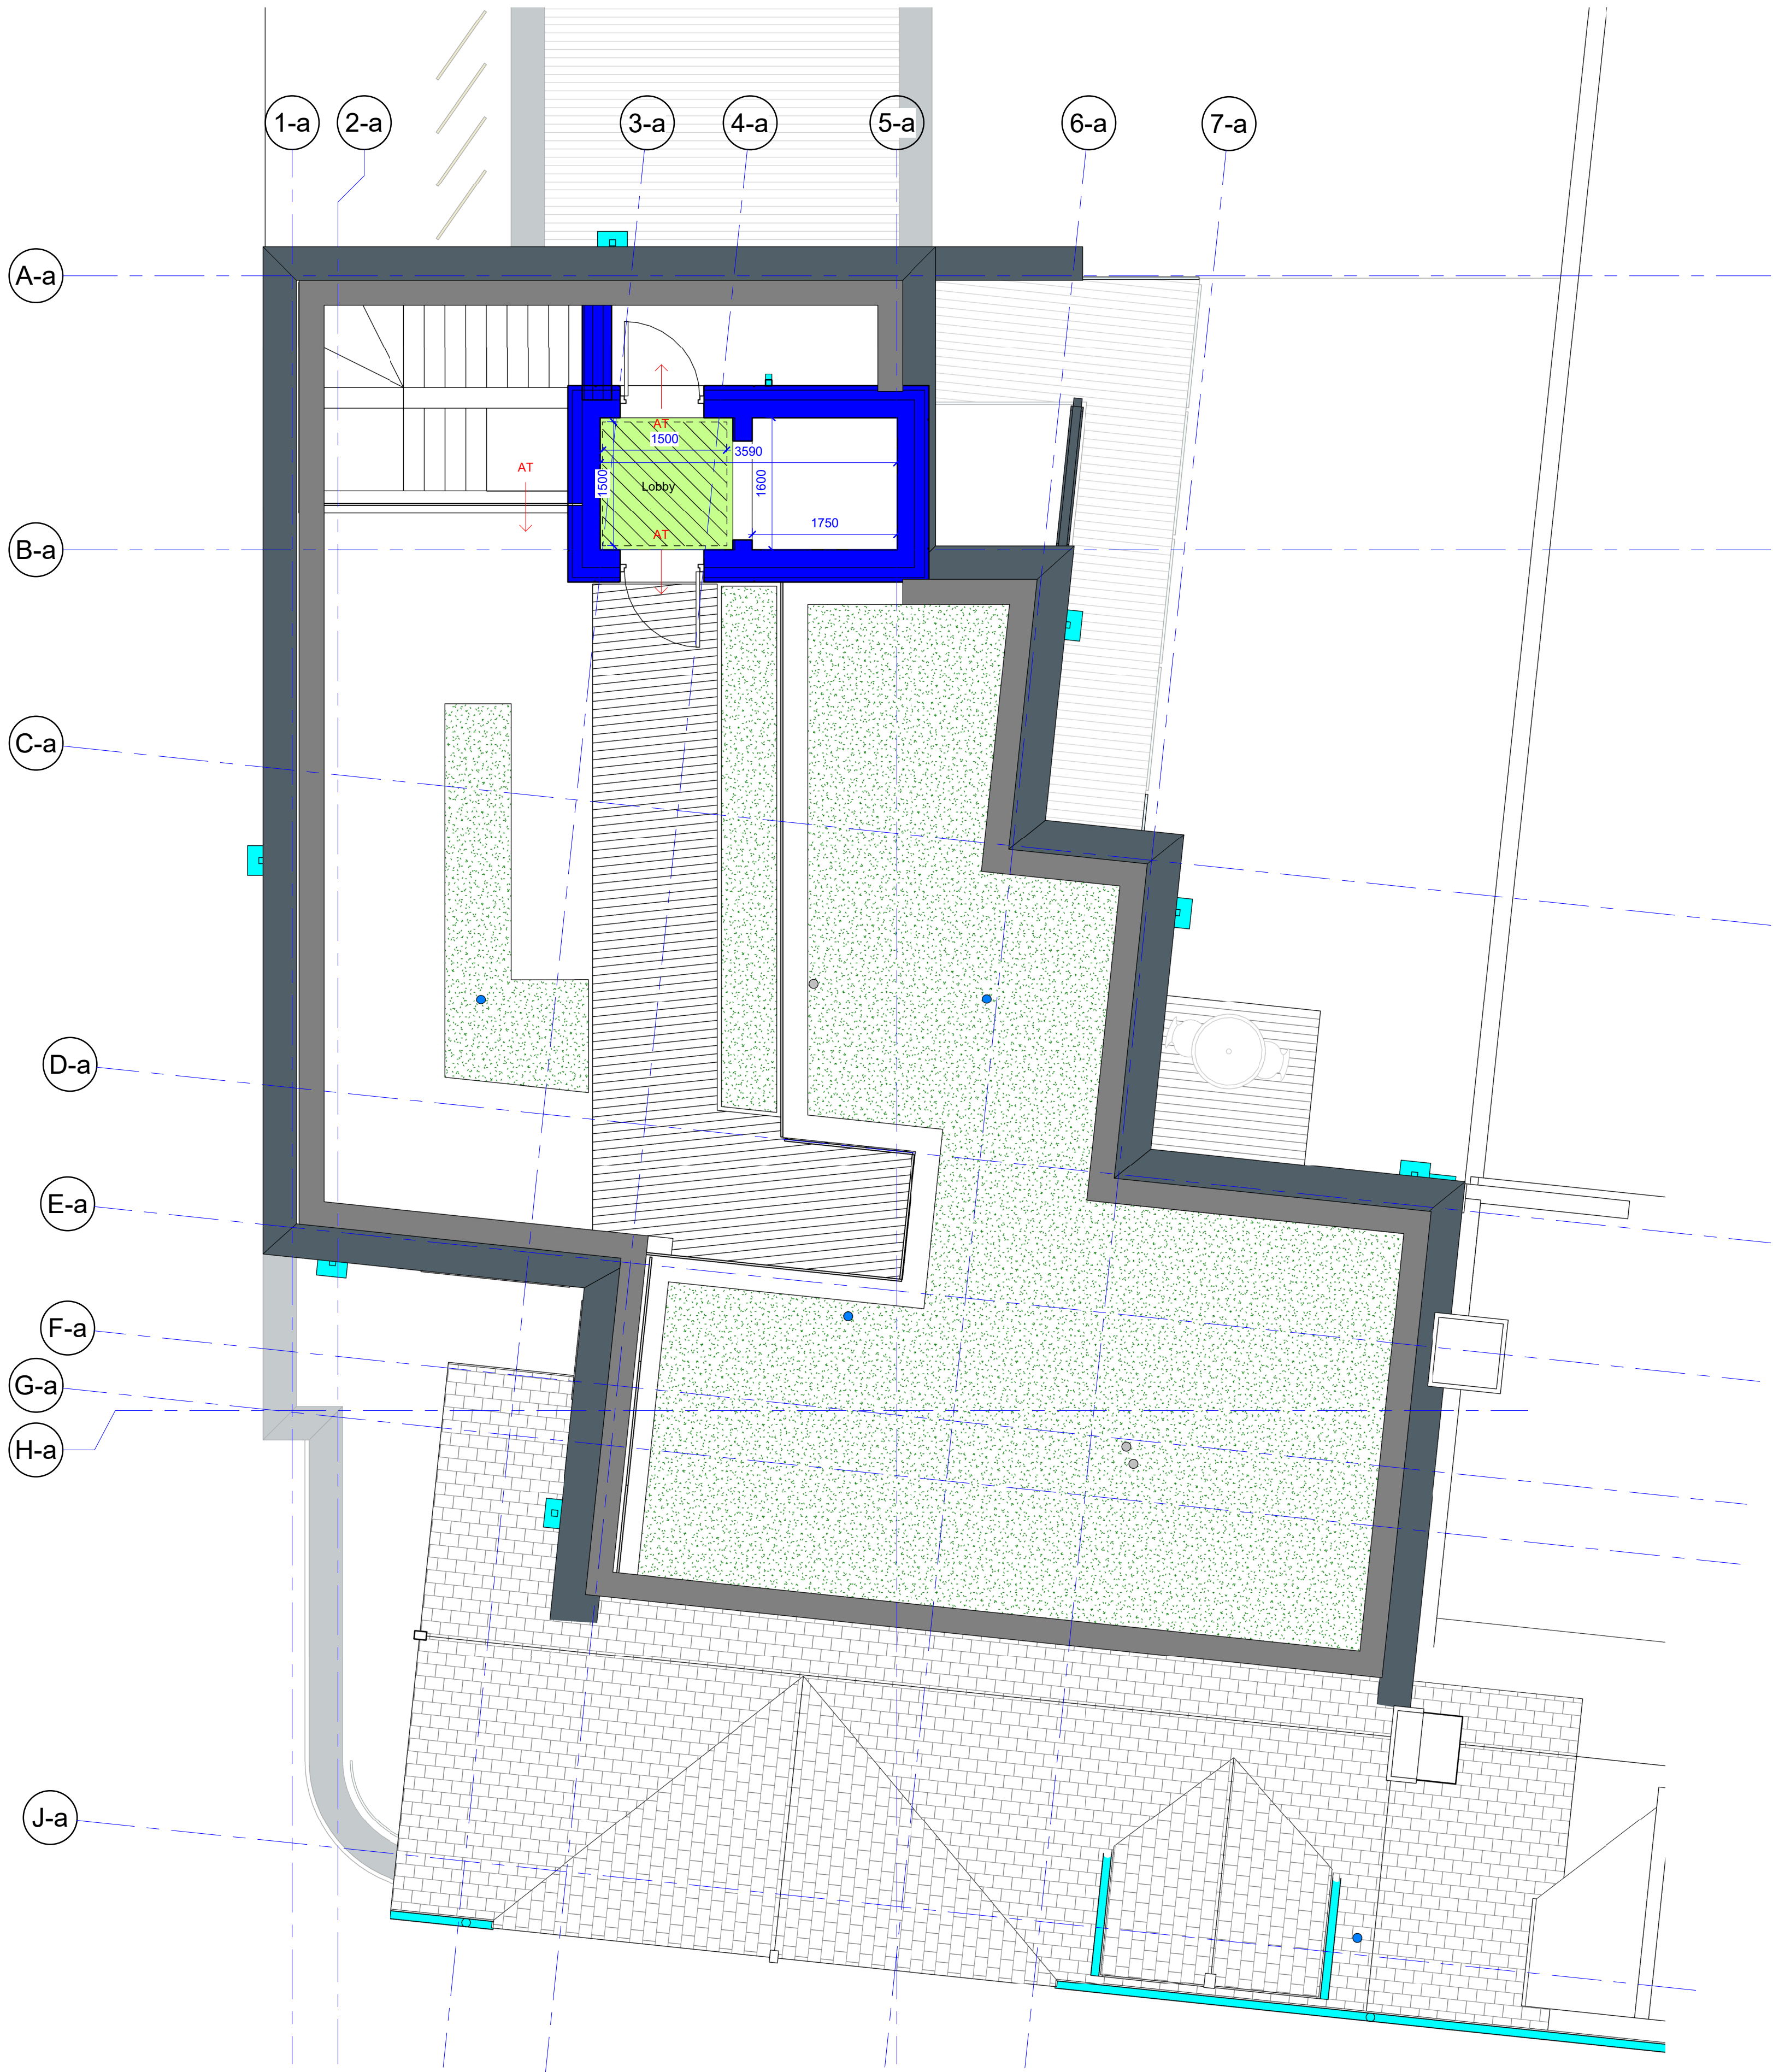 1-a
2-a
3-a
4-a
5-a
6-a
7-a
A-a
AT
1500
3590
AT
1500
Lobby
1600
1750
AT
B-a
C-a
D-a
E-a
F-a
G-a
H-a
J-a